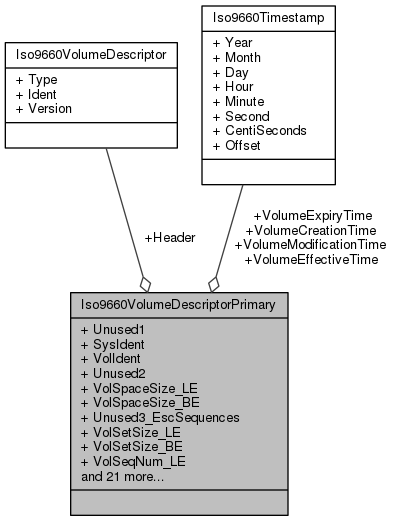 Iso9660VolumeDescriptor
+ Type
+ Ident
+ Version
Iso9660Timestamp
+ Year
+ Month
+ Day
+ Hour
+ Minute
+ Second
+ CentiSeconds
+ Offset
+Header
+VolumeExpiryTime
+VolumeCreationTime
+VolumeModificationTime
+VolumeEffectiveTime
Iso9660VolumeDescriptorPrimary
+ Unused1
+ SysIdent
+ VolIdent
+ Unused2
+ VolSpaceSize_LE
+ VolSpaceSize_BE
+ Unused3_EscSequences
+ VolSetSize_LE
+ VolSetSize_BE
+ VolSeqNum_LE
and 21 more...